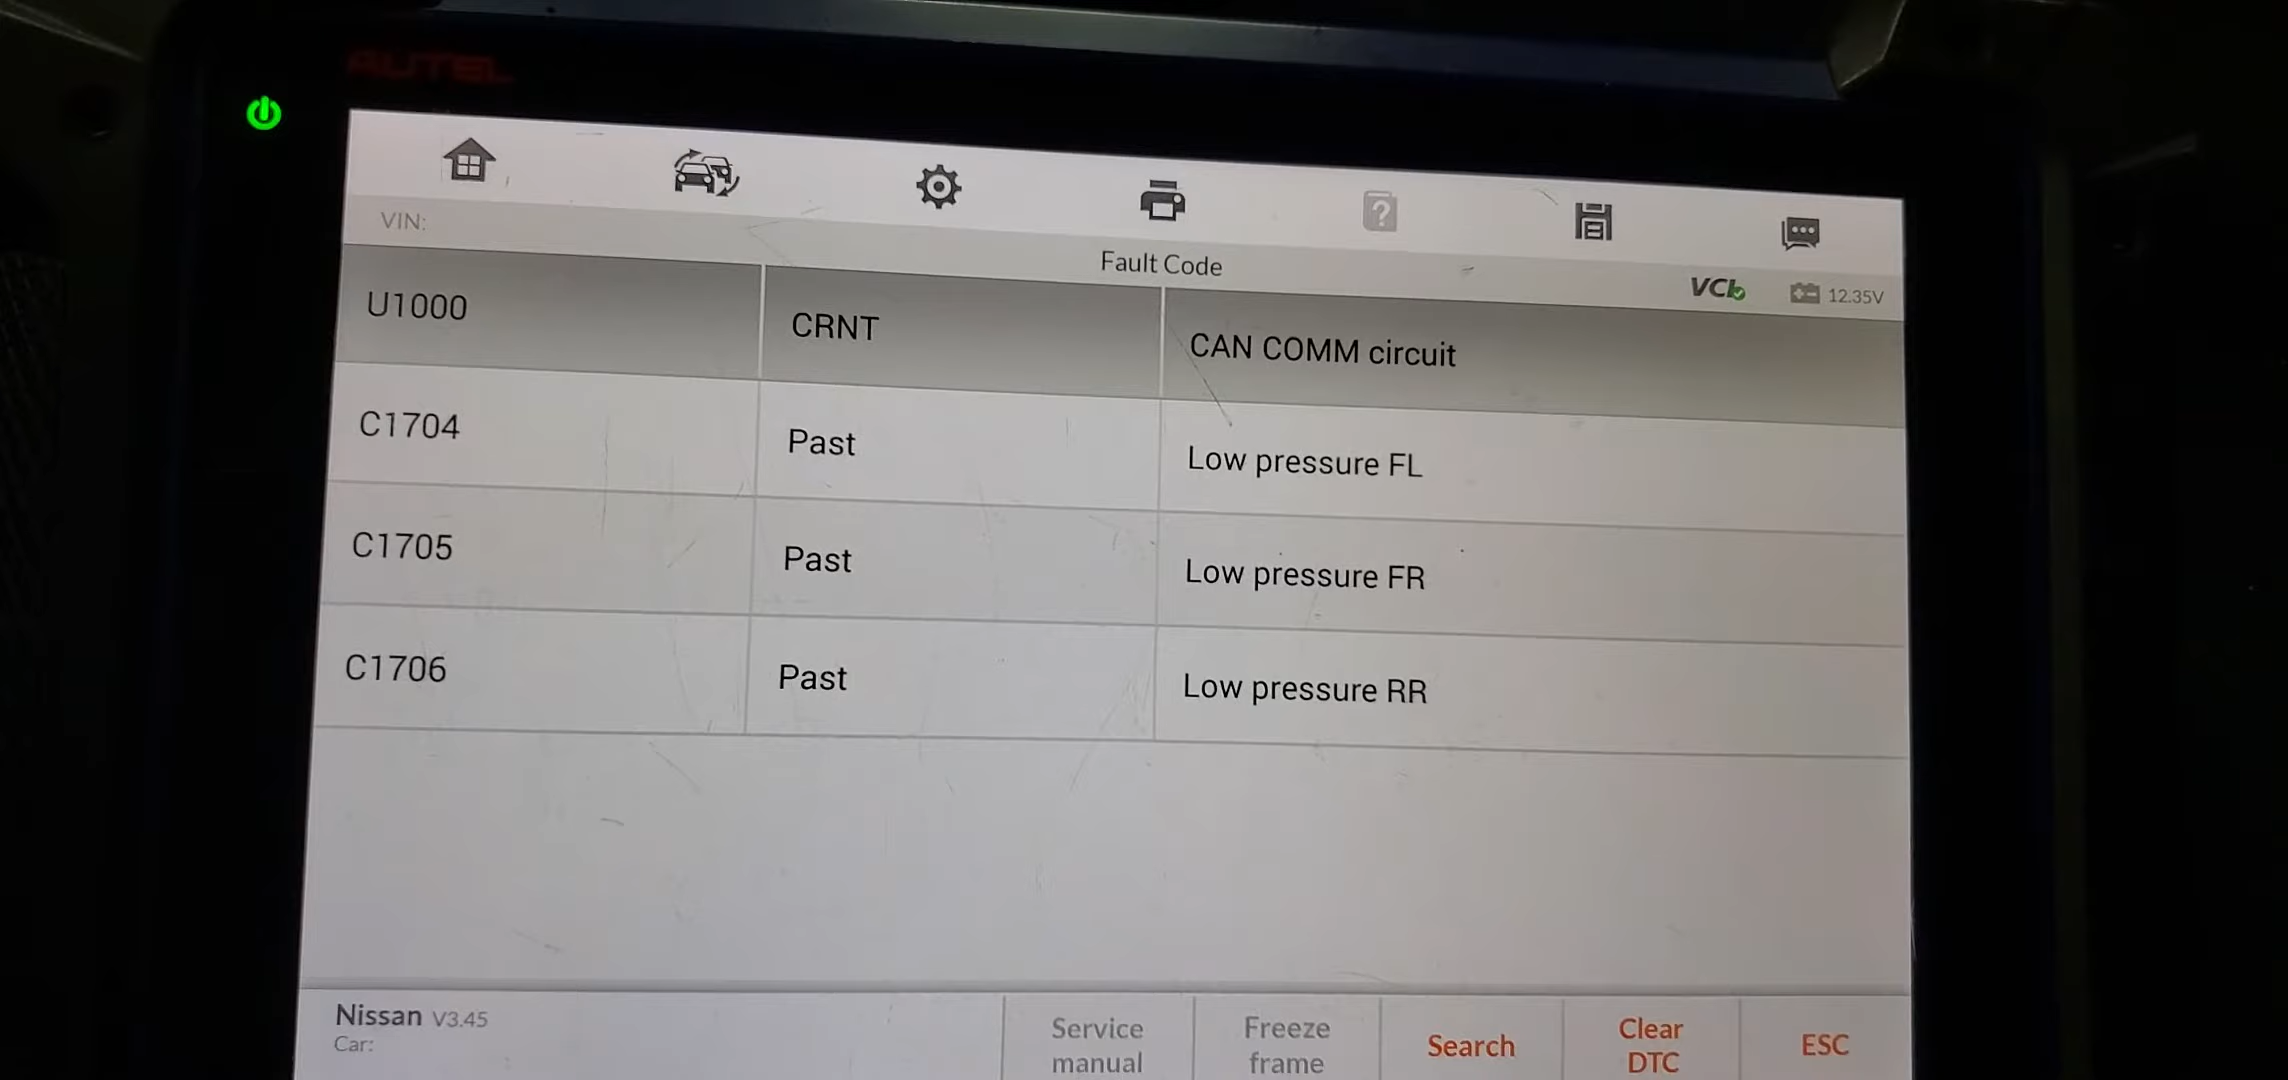 AUTEL
VIN:
Fault Code
VCI
12.35V
U1000 CRNT CAN COMM circuit
C1704 Past Low pressure FL
C1705 Past Low pressure FR
C1706 Past Low pressure RR
Nissan V3.45
Car:
Service manual
Freeze frame
Search
Clear DTC
ESC